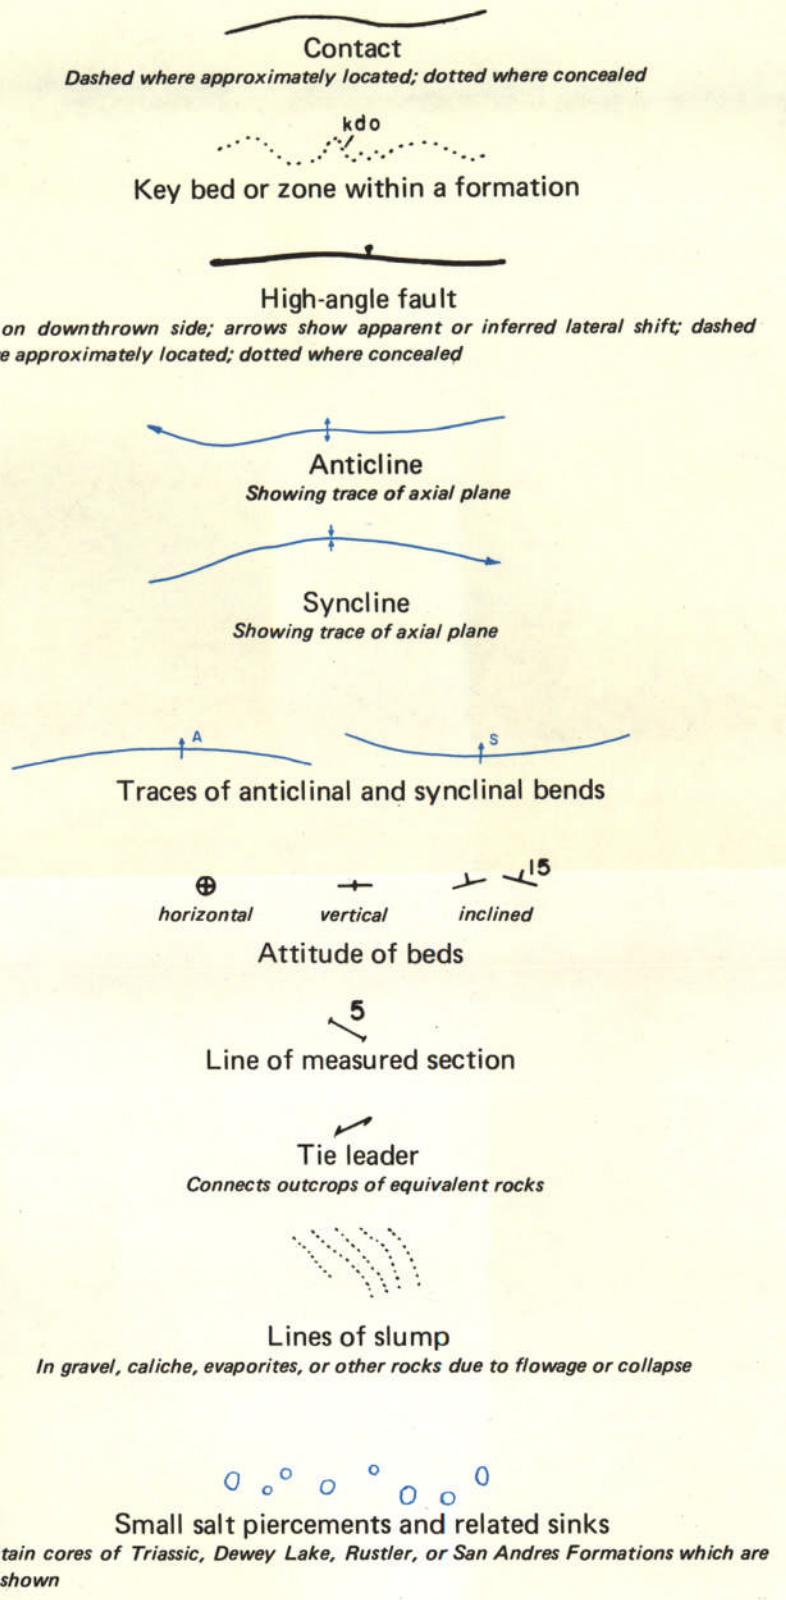 Contact
Dashed where approximately located; dotted where concealed
kdo
Key bed or zone within a formation
High-angle fault
on downthrown side; arrows show apparent or inferred lateral shift; dashed
e approximately located; dotted where concealed
Anticline
Showing trace of axial plane
Syncline
Showing trace of axial plane
A S
Traces of anticlinal and synclinal bends
15
horizontal vertical inclined
Attitude of beds
5
Line of measured section
Tie leader
Connects outcrops of equivalent rocks
Lines of slump
In gravel, caliche, evaporites, or other rocks due to flowage or collapse
Small salt piercements and related sinks
tain cores of Triassic, Dewey Lake, Rustler, or San Andres Formations which are
shown